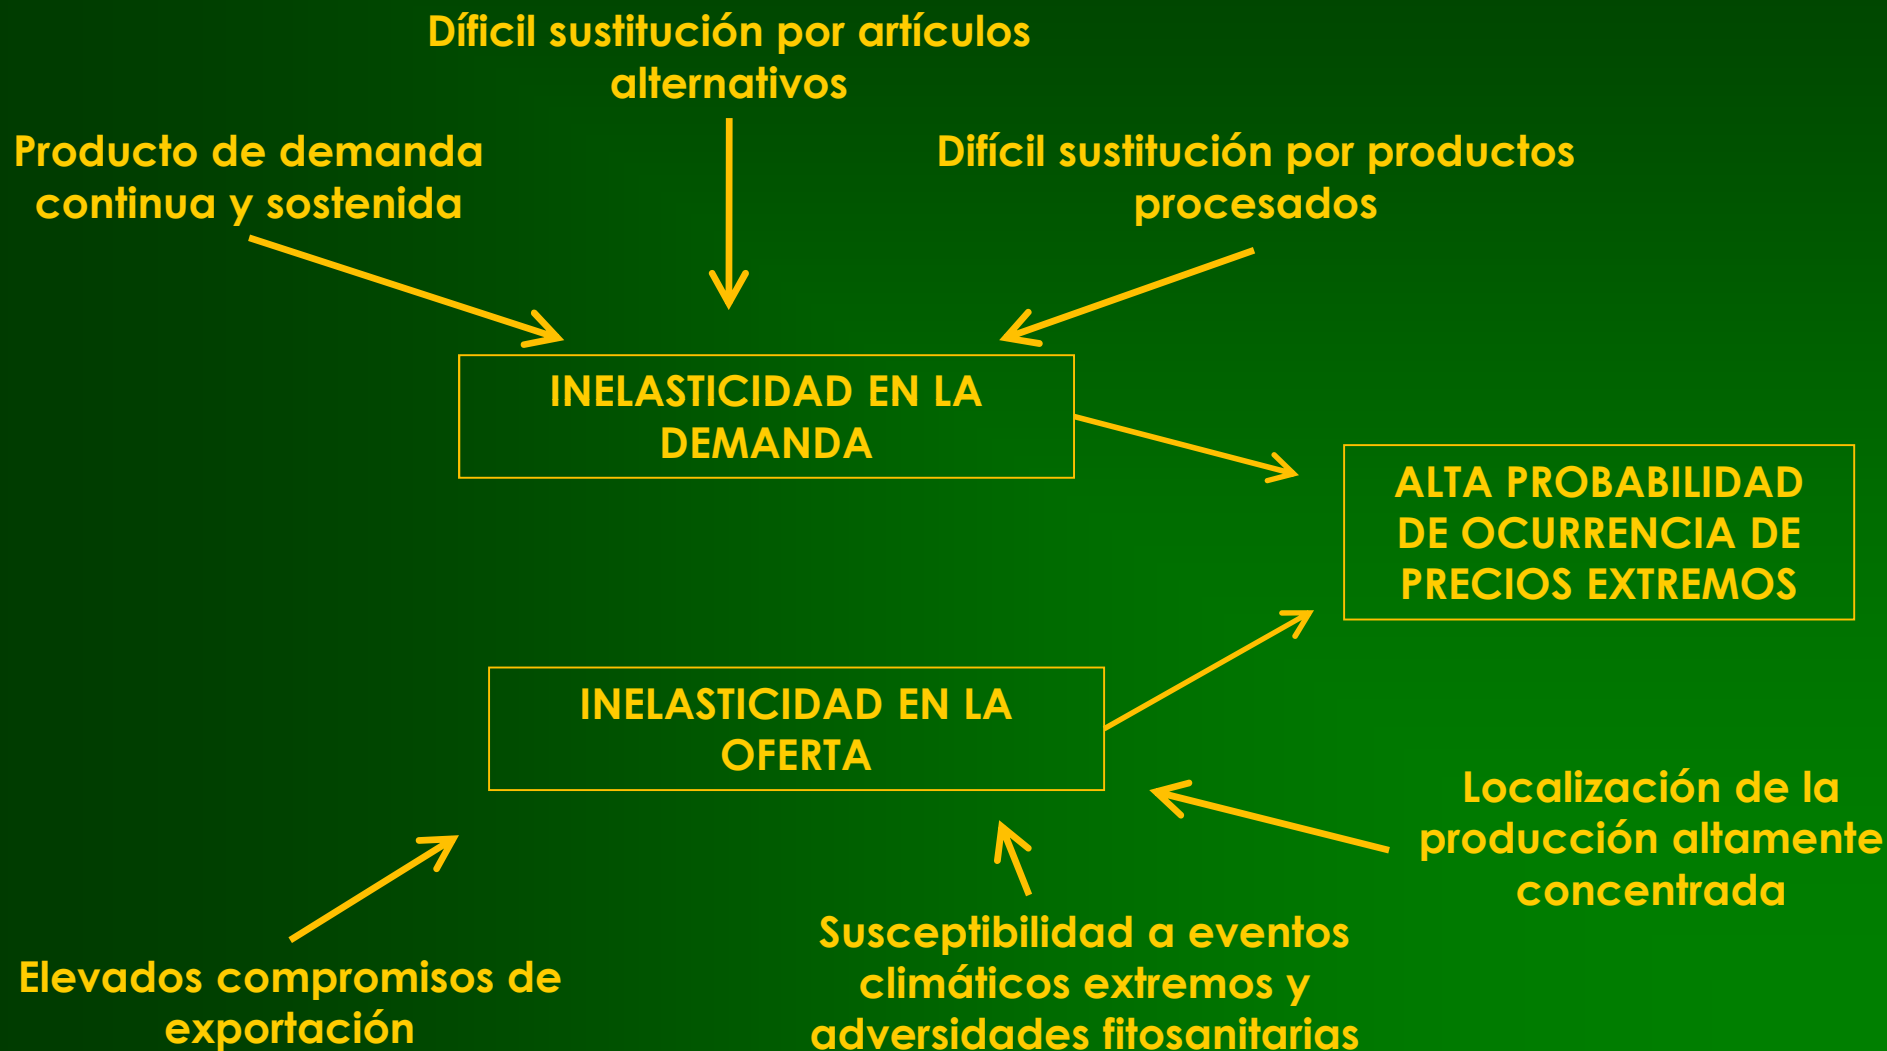 Díficil sustitución por artículos
alternativos
Producto de demanda
continua y sostenida
Difícil sustitución por productos
procesados
INELASTICIDAD EN LA
DEMANDA
ALTA PROBABILIDAD
DE OCURRENCIA DE
PRECIOS EXTREMOS
INELASTICIDAD EN LA
OFERTA
Localización de la
producción altamente
concentrada
Susceptibilidad a eventos
climáticos extremos y
adversidades fitosanitarias
Elevados compromisos de
exportación